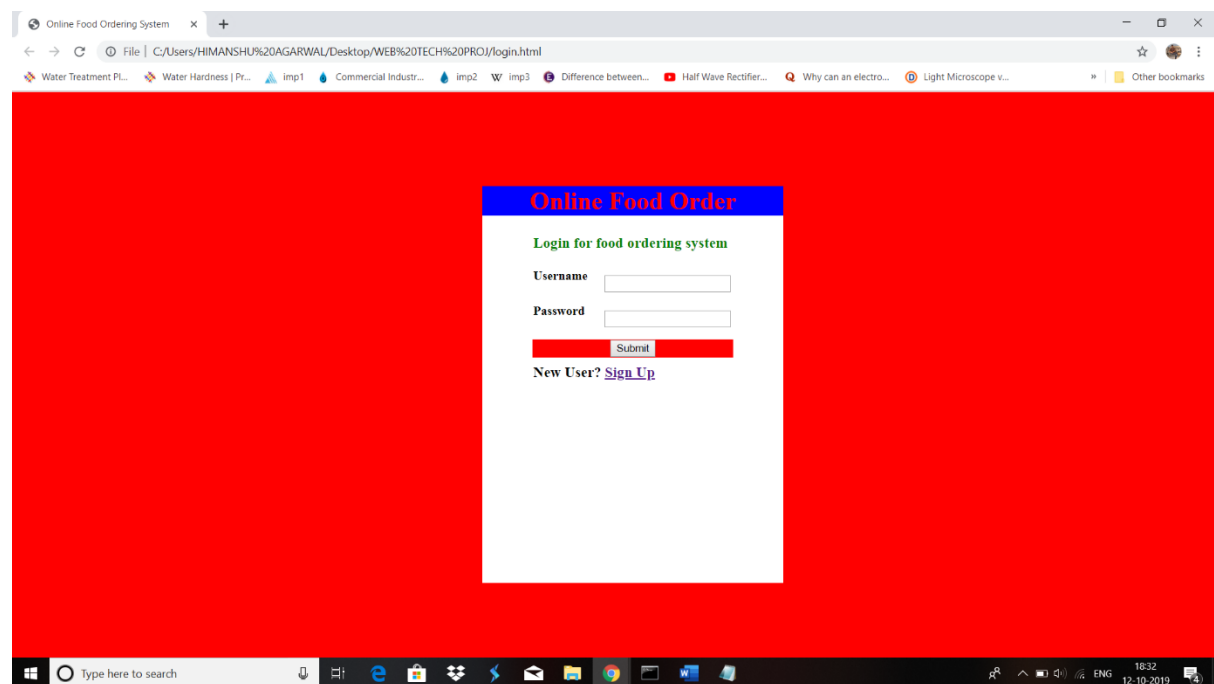 Online Food Ordering System
File | C:/Users/HIMANSHU%20AGARWAL/Desktop/WEB%20TECH%20PROJ/login.html
Water Treatment Pl... Water Hardness | Pr... imp1 Commercial Industr... imp2 W imp3 Difference between... Half Wave Rectifier... Q Why can an electro... Light Microscope v... » Other bookmarks
Online Food Order
Login for food ordering system
Username
Password
Submit
New User? Sign Up
Type here to search
ENG 18:32
12-10-2019